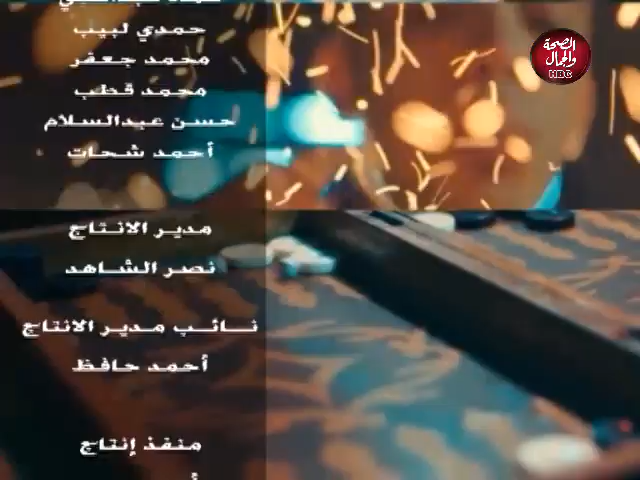 حمدي لبيب
محمد جعفر
محمد قطب
حسن عبدالسلام
أحمد شحات
مدير الانتاج
نصر الشاهد
نائب مدير الانتاج
أحمد حافظ
منفذ إنتاج
الصحة
والجمال
HBC